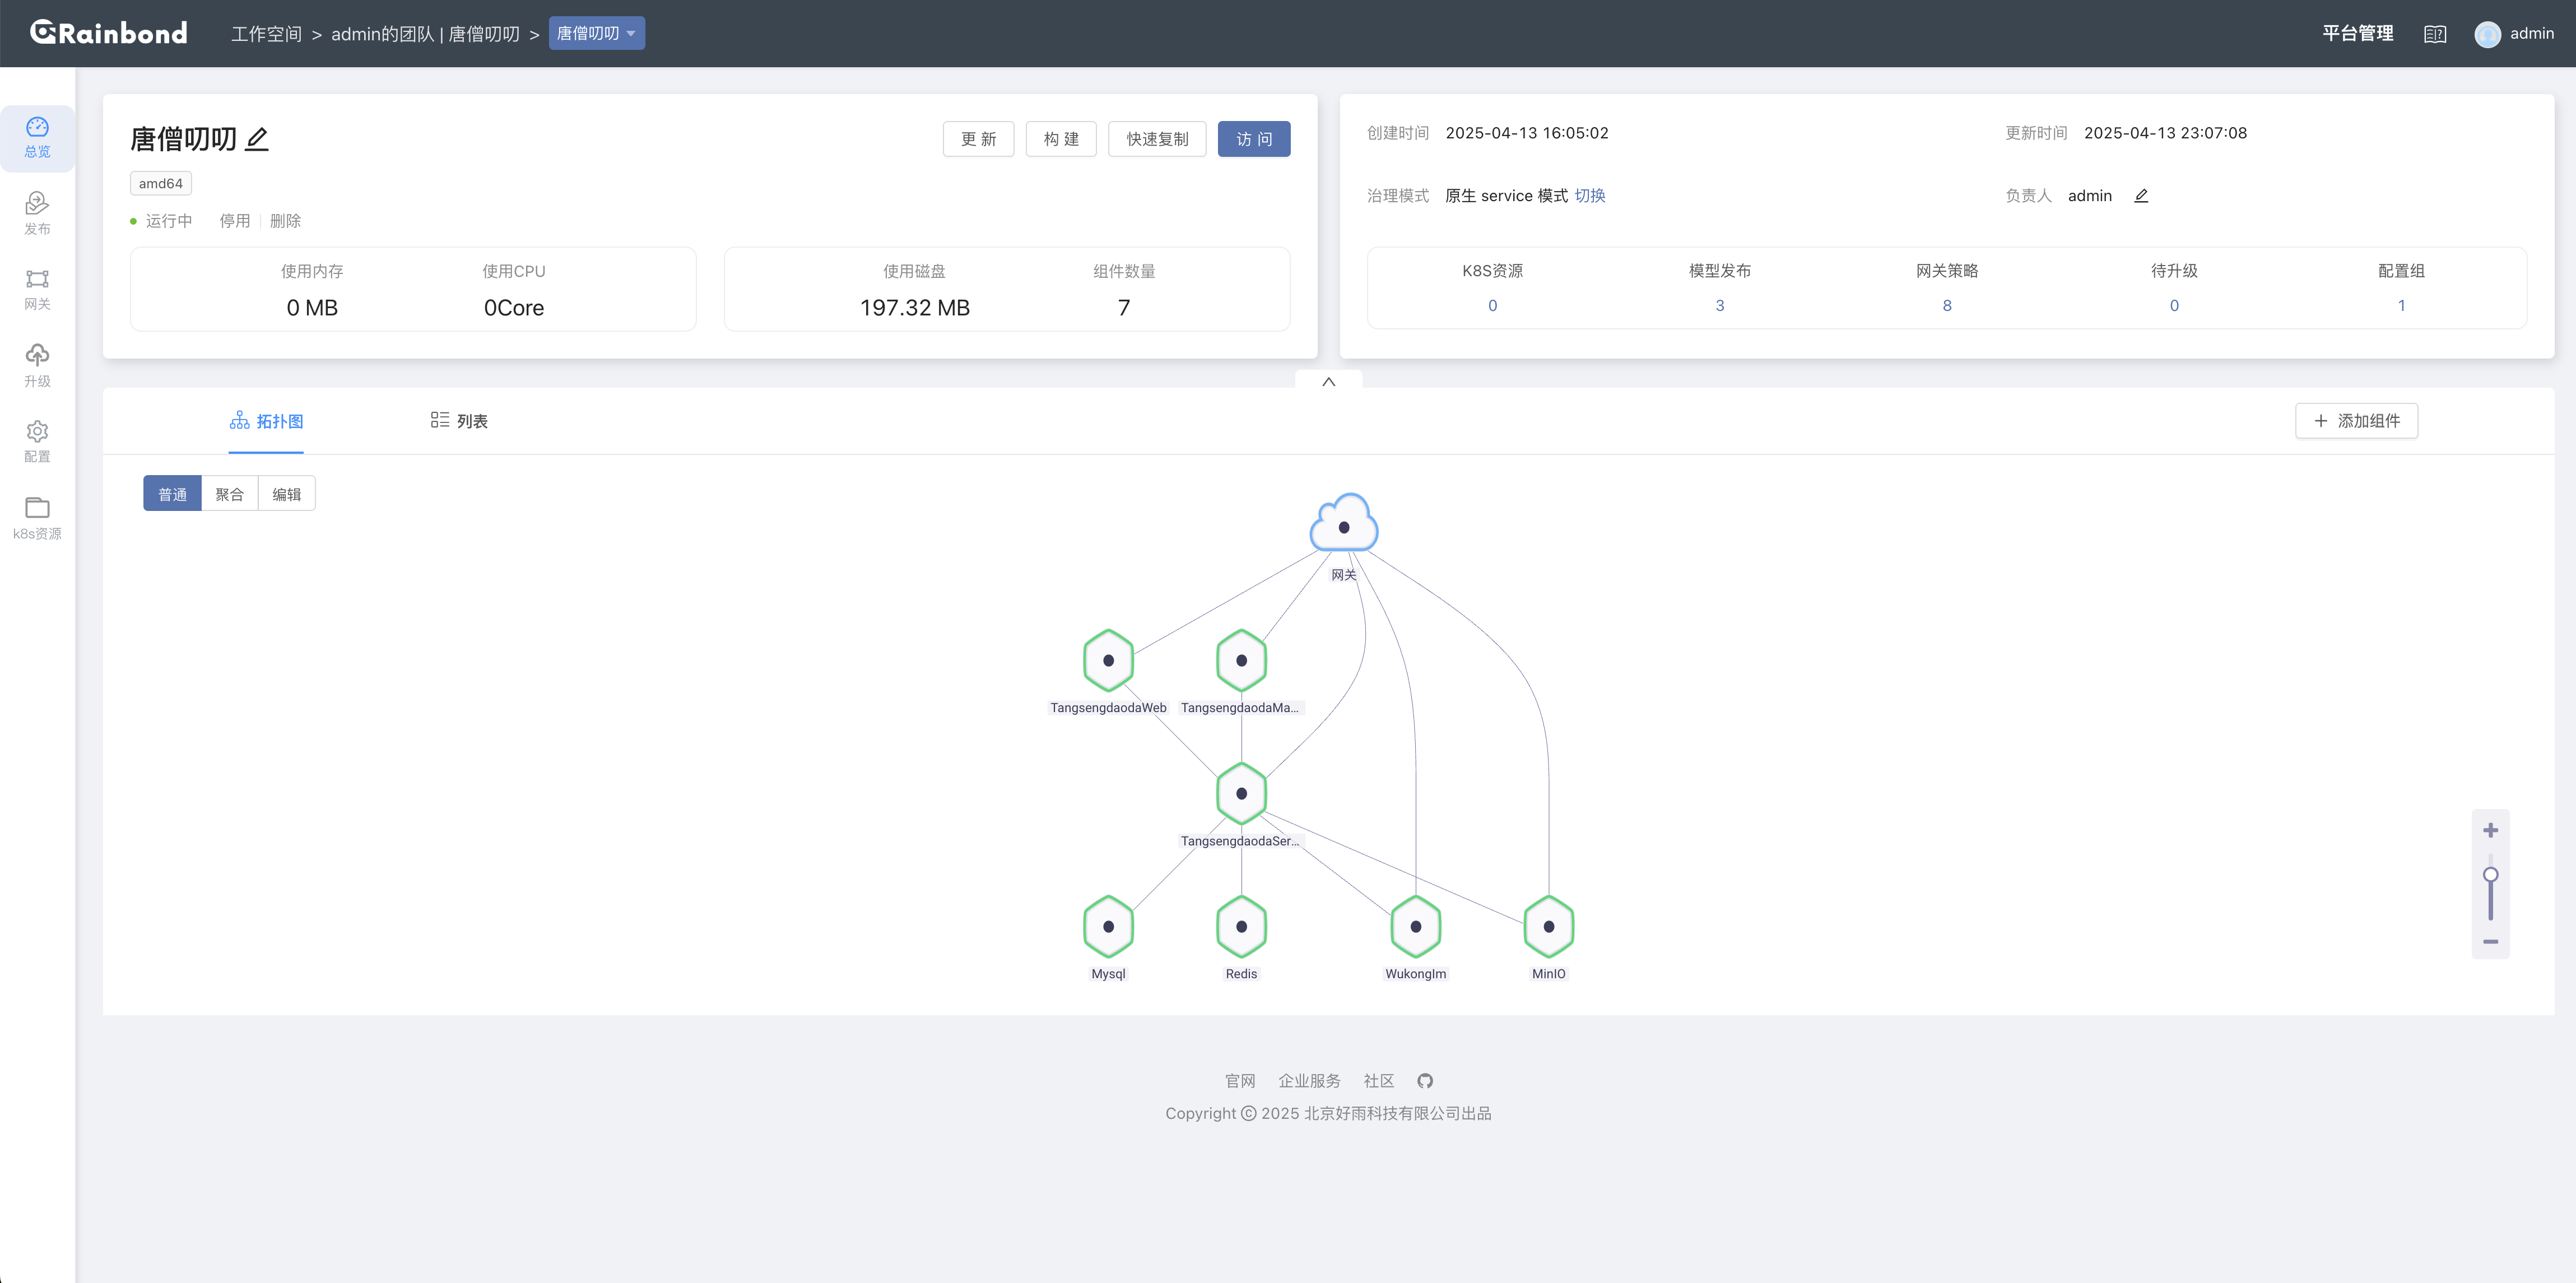 Rainbond
工作空间 > admin的团队 | 唐僧叨叨 > 唐僧叨叨
平台管理
admin
总览
发布
网关
升级
配置
k8s资源
唐僧叨叨
更新 构建 快速复制 访问
amd64
运行中 停用 | 删除
使用内存 使用CPU 使用磁盘 组件数量
0 MB 0Core 197.32 MB 7
创建时间 2025-04-13 16:05:02 更新时间 2025-04-13 23:07:08
治理模式 原生 service 模式 切换 负责人 admin
K8S资源 模型发布 网关策略 待升级 配置组
0 3 8 0 1
拓扑图 列表 + 添加组件
普通 聚合 编辑
网关
TangsengdaodaWeb TangsengdaodaMa...
TangsengdaodaSer...
Mysql Redis WukongIm MinIO
官网 企业服务 社区
Copyright © 2025 北京好雨科技有限公司出品